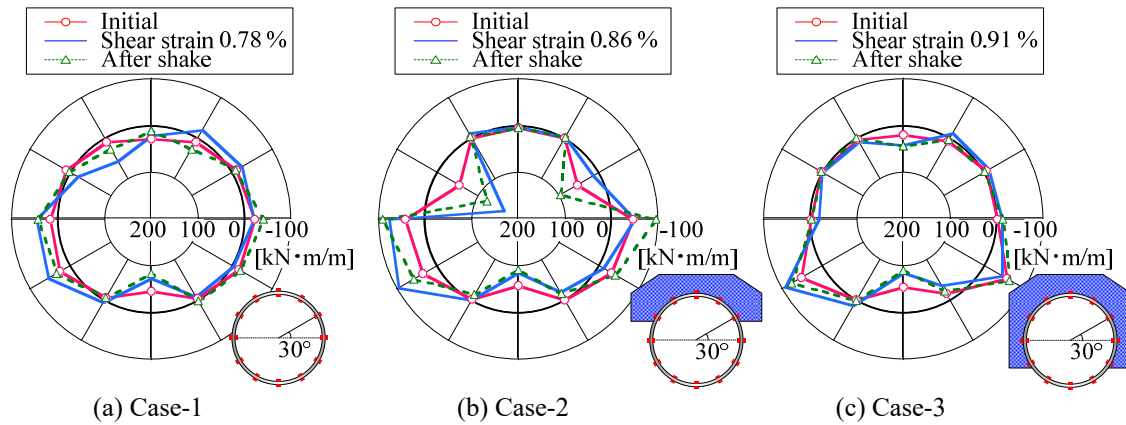 Initial
Shear strain 0.78 %
After shake
200 100 0 -100
[kN・m/m]
30°
(a) Case-1
Initial
Shear strain 0.86 %
After shake
200 100 0 -100
[kN・m/m]
30°
(b) Case-2
Initial
Shear strain 0.91 %
After shake
200 100 0 -100
[kN・m/m]
30°
(c) Case-3